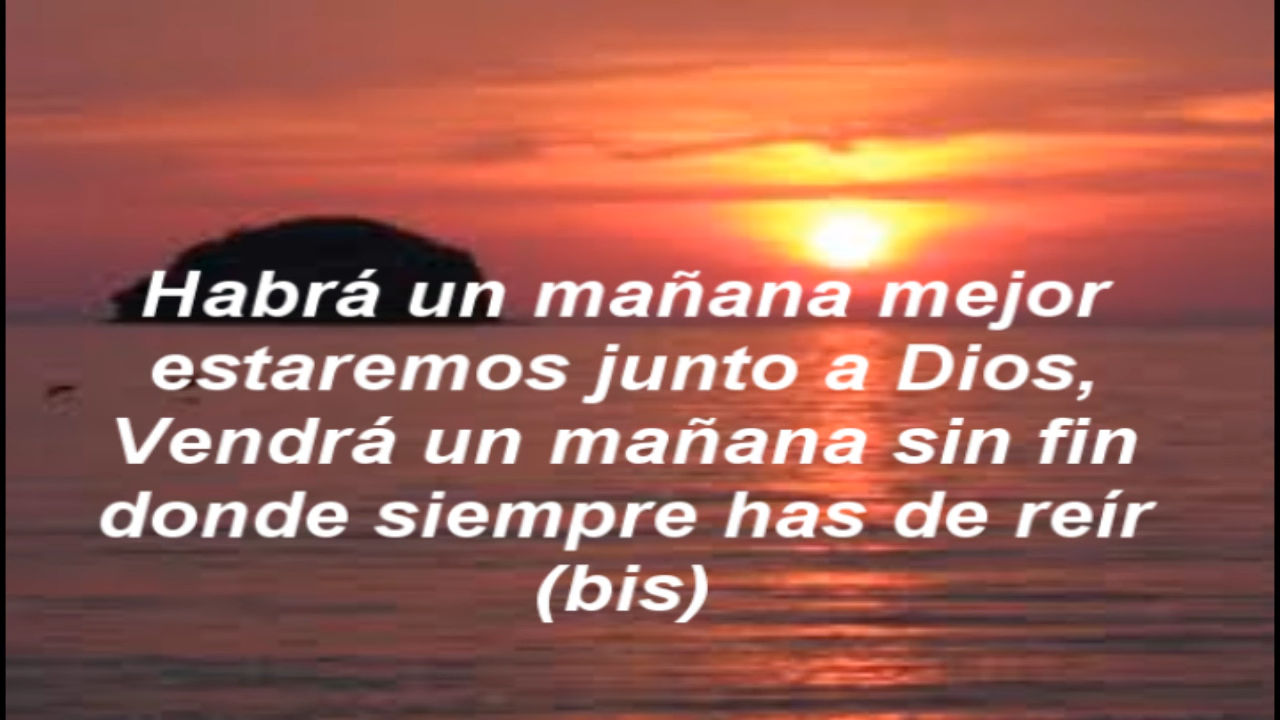 Habrá un mañana mejor
estaremos junto a Dios,
Vendrá un mañana sin fin
donde siempre has de reír
(bis)